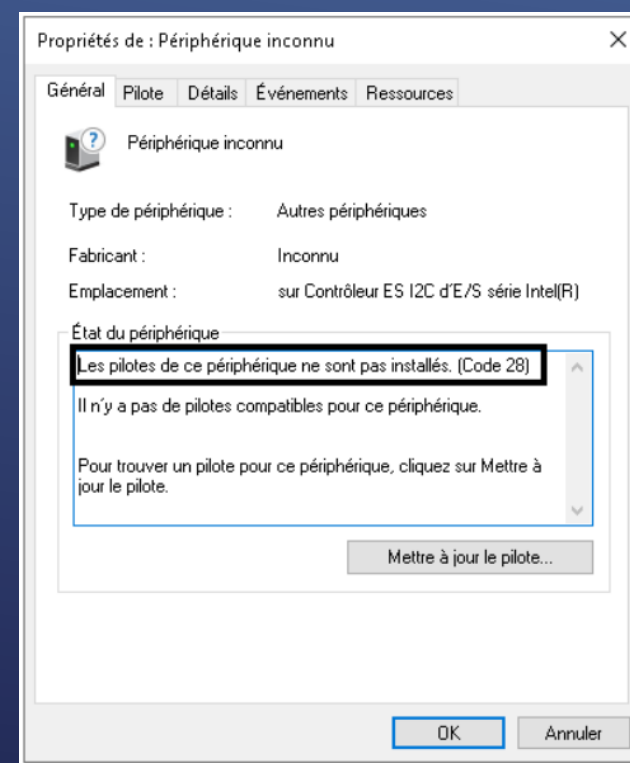 Propriétés de : Périphérique inconnu
Général Pilote Détails Événements Ressources
Périphérique inconnu
Type de périphérique : Autres périphériques
Fabricant : Inconnu
Emplacement : sur Contrôleur ES I2C d'E/S série Intel(R)
État du périphérique
Les pilotes de ce périphérique ne sont pas installés. (Code 28)
Il n'y a pas de pilotes compatibles pour ce périphérique.
Pour trouver un pilote pour ce périphérique, cliquez sur Mettre à
jour le pilote.
Mettre à jour le pilote...
OK Annuler